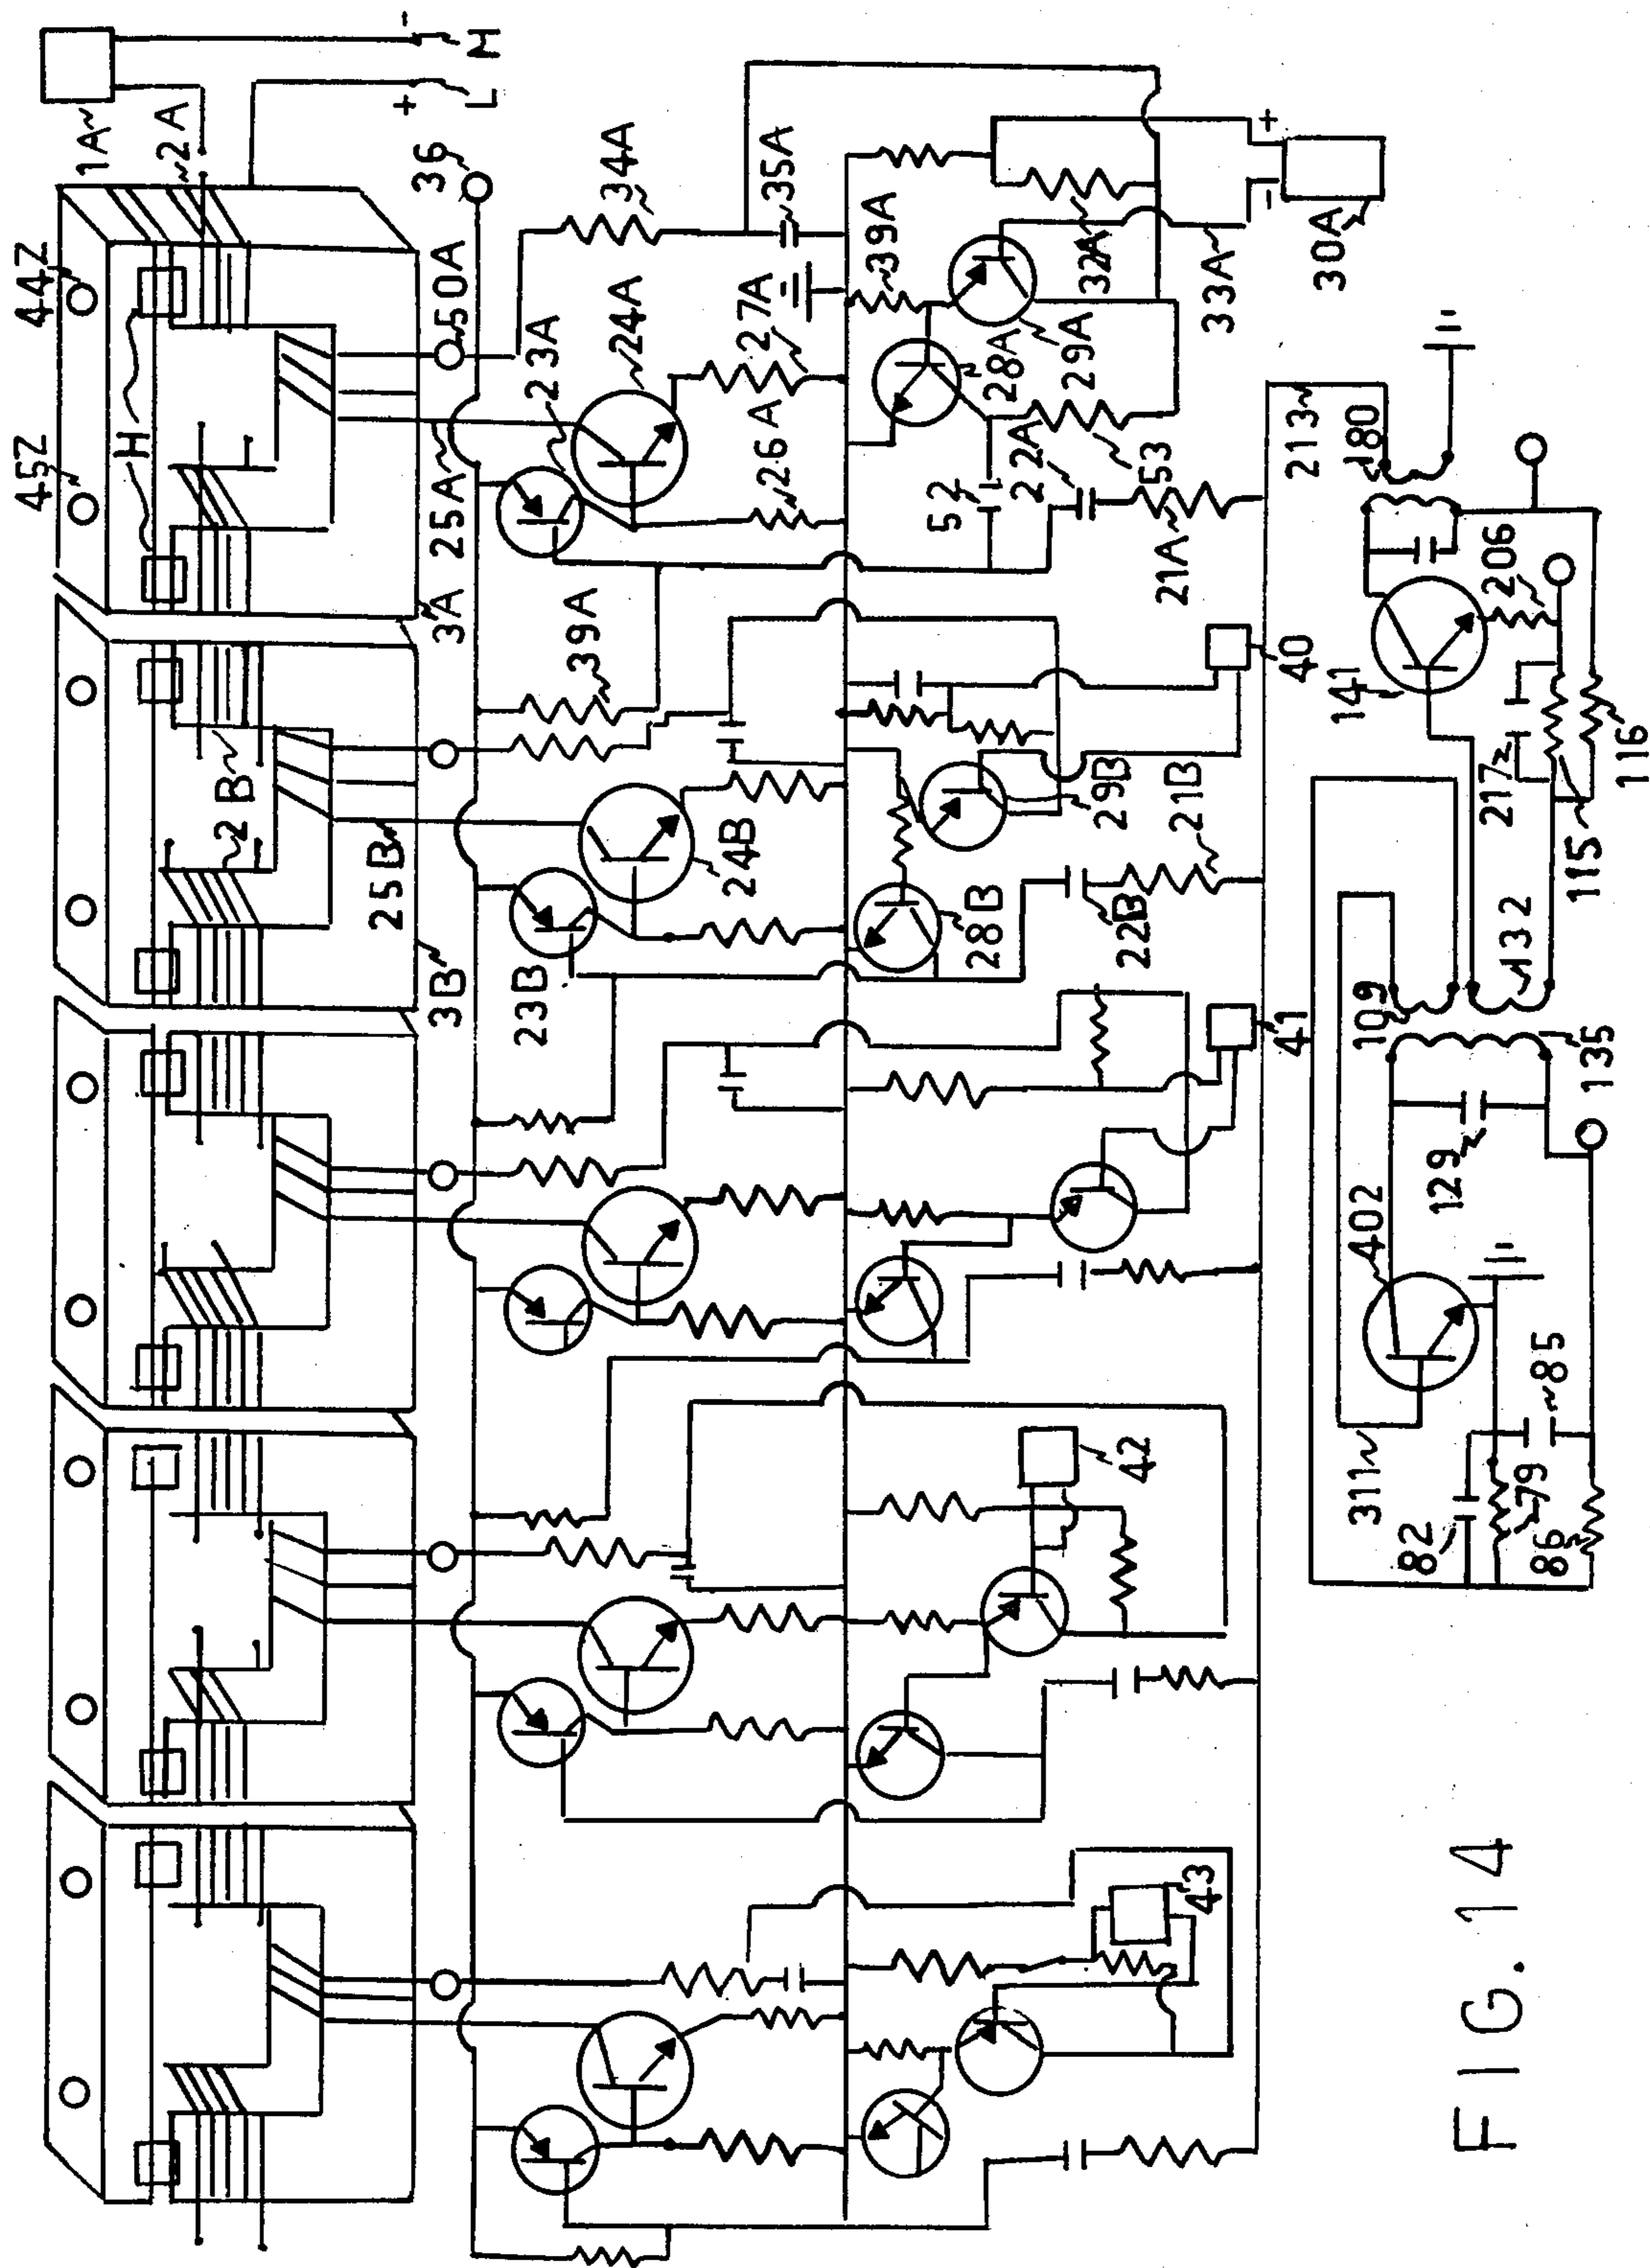 44Z
45Z
H
1A
2A
+
-
L
M
36
50A
25A
3A
23A
24A
34A
35A
27A
26A
39A
39A
2B
25B
3B
23B
24B
28A
29A
32A
33A
30A
+
-
52
22A
53
21A
28B
29B
22B
21B
40
41
42
43
213
180
141
206
217
115
116
109
132
135
402
129
311
82
79
85
86
FIG. 14